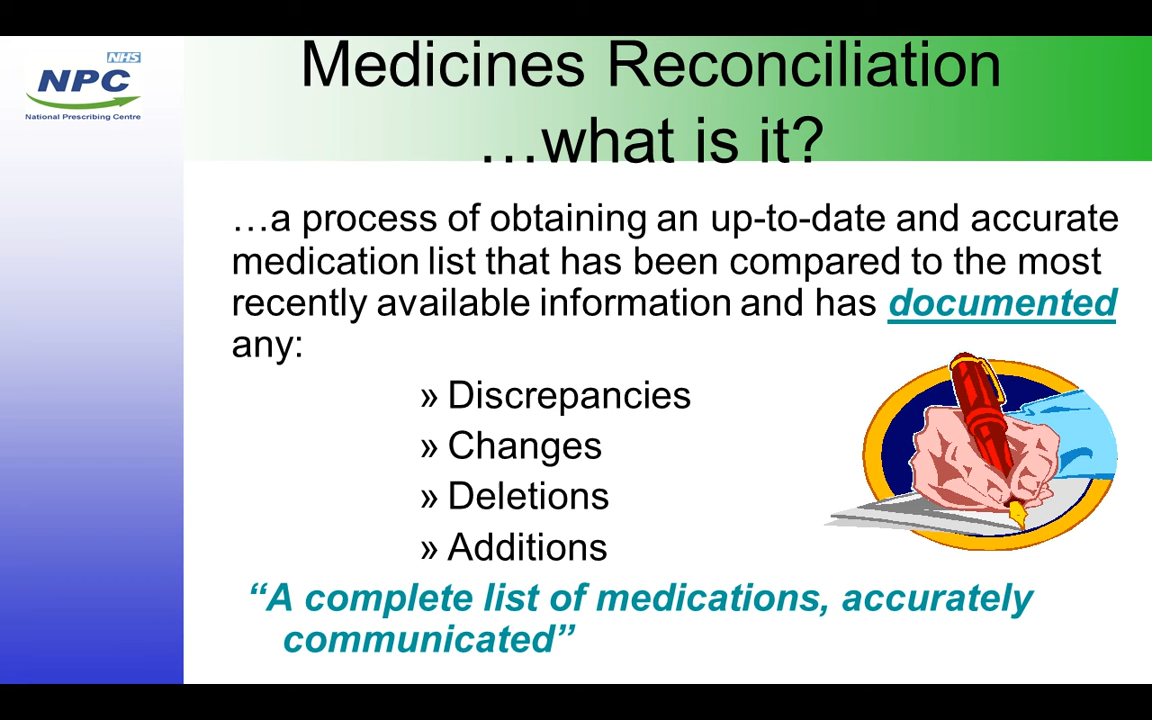 NHS
NPC
National Prescribing Centre
Medicines Reconciliation
…what is it?
…a process of obtaining an up-to-date and accurate
medication list that has been compared to the most
recently available information and has documented
any:
» Discrepancies
» Changes
» Deletions
» Additions
“A complete list of medications, accurately
communicated”